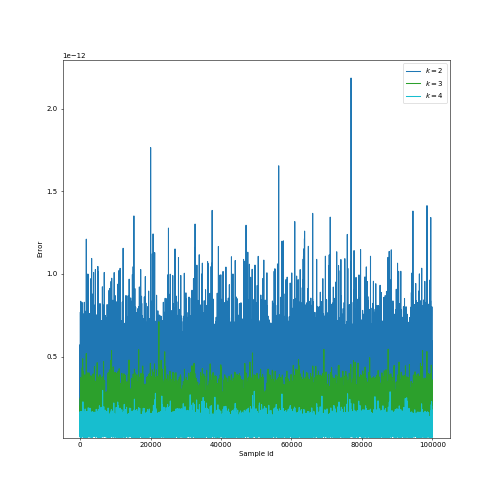 1e−12
k = 2
k = 3
k = 4
2.0
1.5
1.0
0.5
Error
0 20000 40000 60000 80000 100000
Sample id